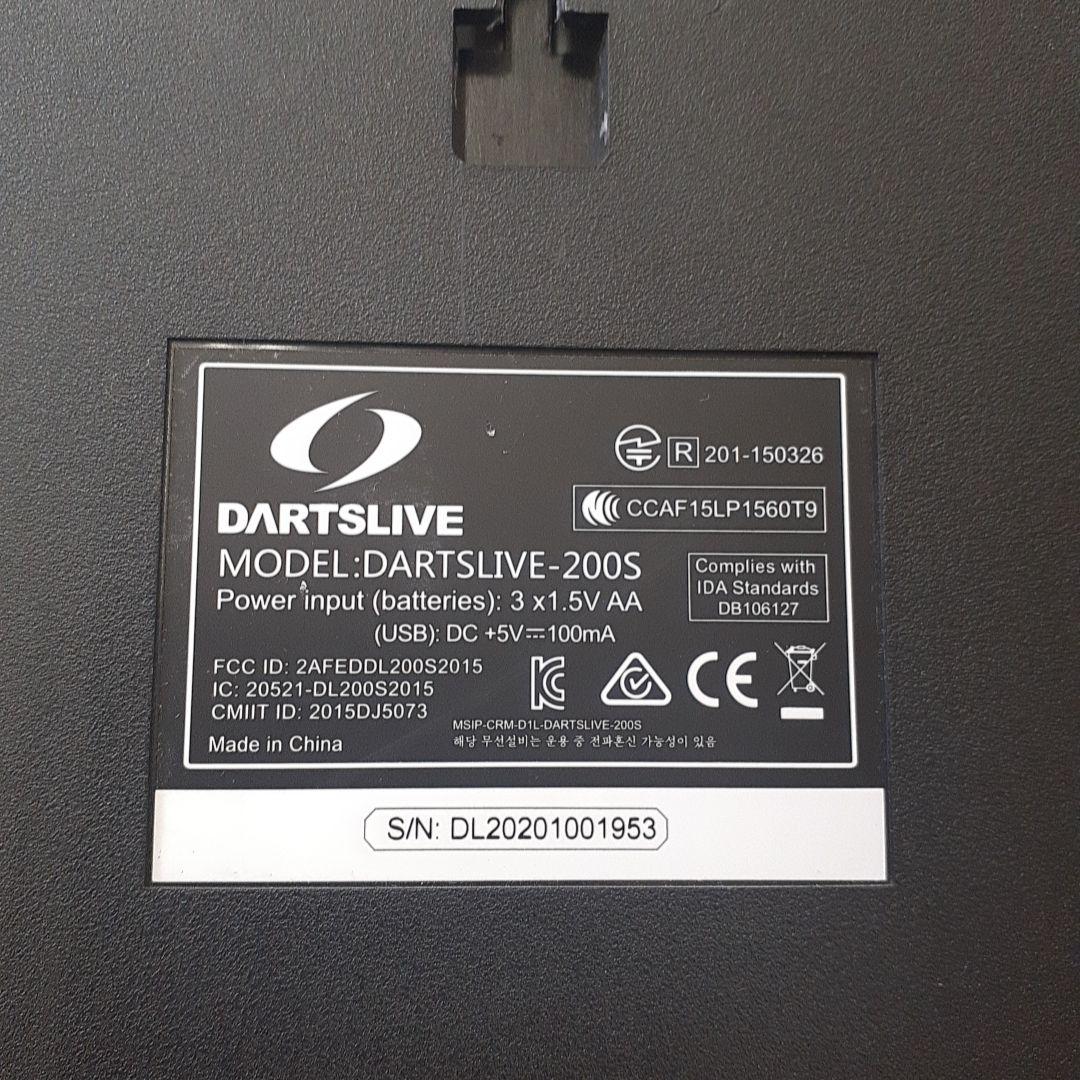 DARTSLIVE
MODEL:DARTSLIVE-200S
Power input (batteries): 3 x1.5V AA
(USB): DC +5V⎓100mA
R 201-150326
CCAF15LP1560T9
Complies with
IDA Standards
DB106127
FCC ID: 2AFEDDL200S2015
IC: 20521-DL200S2015
CMIIT ID: 2015DJ5073
Made in China
CE
MSIP-CRM-D1L-DARTSLIVE-200S
해당 무선설비는 운용 중 전파혼신 가능성이 있음
S/N: DL20201001953